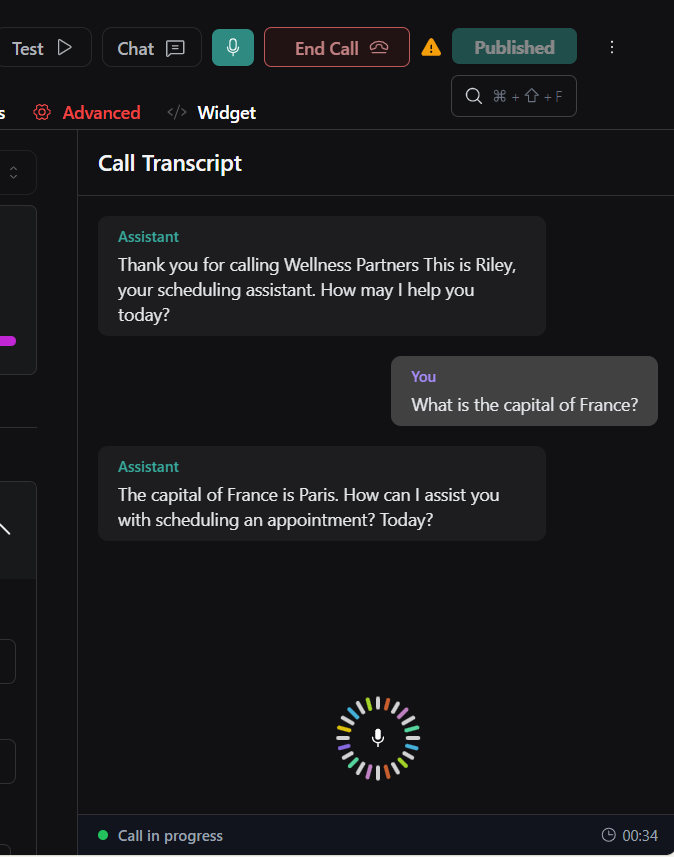 Test
Chat
End Call
Published
⌘ + ⇧ + F
s
Advanced
</> Widget
Call Transcript
Assistant
Thank you for calling Wellness Partners This is Riley,
your scheduling assistant. How may I help you
today?
You
What is the capital of France?
Assistant
The capital of France is Paris. How can I assist you
with scheduling an appointment? Today?
Call in progress
00:34